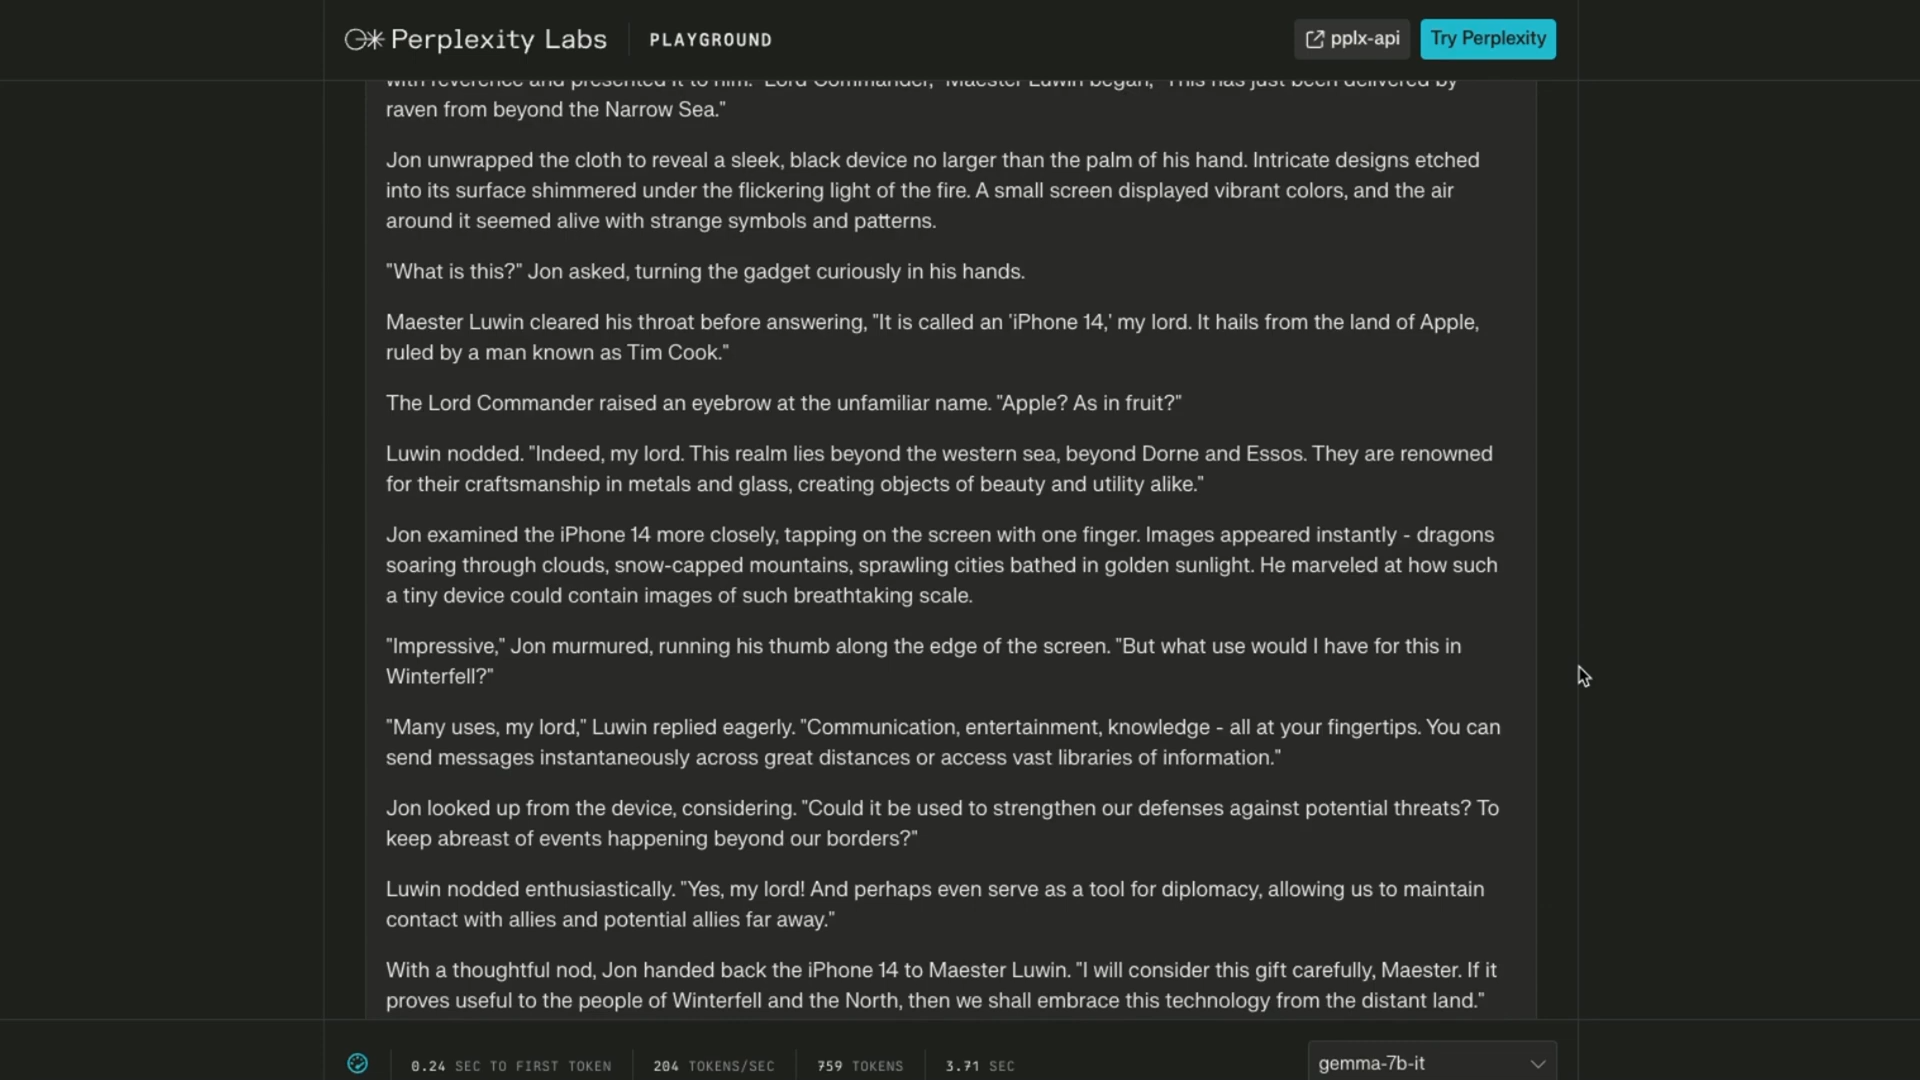 Perplexity Labs PLAYGROUND pplx-api Try Perplexity
with reverence and presented it to him. "Lord Commander," Maester Luwin began, "This has just been delivered by
raven from beyond the Narrow Sea."
Jon unwrapped the cloth to reveal a sleek, black device no larger than the palm of his hand. Intricate designs etched
into its surface shimmered under the flickering light of the fire. A small screen displayed vibrant colors, and the air
around it seemed alive with strange symbols and patterns.
"What is this?" Jon asked, turning the gadget curiously in his hands.
Maester Luwin cleared his throat before answering, "It is called an 'iPhone 14,' my lord. It hails from the land of Apple,
ruled by a man known as Tim Cook."
The Lord Commander raised an eyebrow at the unfamiliar name. "Apple? As in fruit?"
Luwin nodded. "Indeed, my lord. This realm lies beyond the western sea, beyond Dorne and Essos. They are renowned
for their craftsmanship in metals and glass, creating objects of beauty and utility alike."
Jon examined the iPhone 14 more closely, tapping on the screen with one finger. Images appeared instantly - dragons
soaring through clouds, snow-capped mountains, sprawling cities bathed in golden sunlight. He marveled at how such
a tiny device could contain images of such breathtaking scale.
"Impressive," Jon murmured, running his thumb along the edge of the screen. "But what use would I have for this in
Winterfell?"
"Many uses, my lord," Luwin replied eagerly. "Communication, entertainment, knowledge - all at your fingertips. You can
send messages instantaneously across great distances or access vast libraries of information."
Jon looked up from the device, considering. "Could it be used to strengthen our defenses against potential threats? To
keep abreast of events happening beyond our borders?"
Luwin nodded enthusiastically. "Yes, my lord! And perhaps even serve as a tool for diplomacy, allowing us to maintain
contact with allies and potential allies far away."
With a thoughtful nod, Jon handed back the iPhone 14 to Maester Luwin. "I will consider this gift carefully, Maester. If it
proves useful to the people of Winterfell and the North, then we shall embrace this technology from the distant land."
0.24 SEC TO FIRST TOKEN 204 TOKENS/SEC 759 TOKENS 3.71 SEC gemma-7b-it